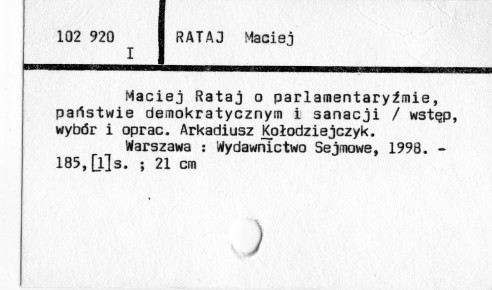 102 920
I
RATAJ Maciej
Maciej Rataj o parlamentaryźmie,
państwie demokratycznym i sanacji / wstęp,
wybór i oprac. Arkadiusz Kołodziejczyk.
Warszawa : Wydawnictwo Sejmowe, 1998. -
185,[1]s. ; 21 cm